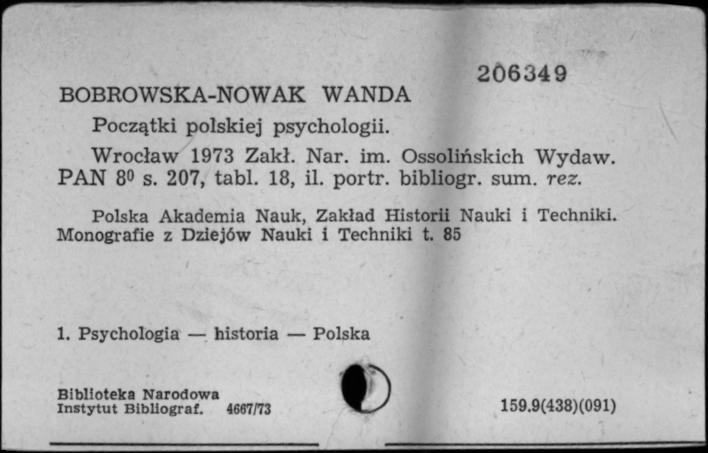 206349
BOBROWSKA-NOWAK WANDA
Początki polskiej psychologii.
Wrocław 1973 Zakł. Nar. im. Ossolińskich Wydaw.
PAN 8⁰ s. 207, tabl. 18, il. portr. bibliogr. sum. rez.
Polska Akademia Nauk, Zakład Historii Nauki i Techniki.
Monografie z Dziejów Nauki i Techniki t. 85
1. Psychologia — historia — Polska
Biblioteka Narodowa
Instytut Bibliograf. 4667/73
159.9(438)(091)